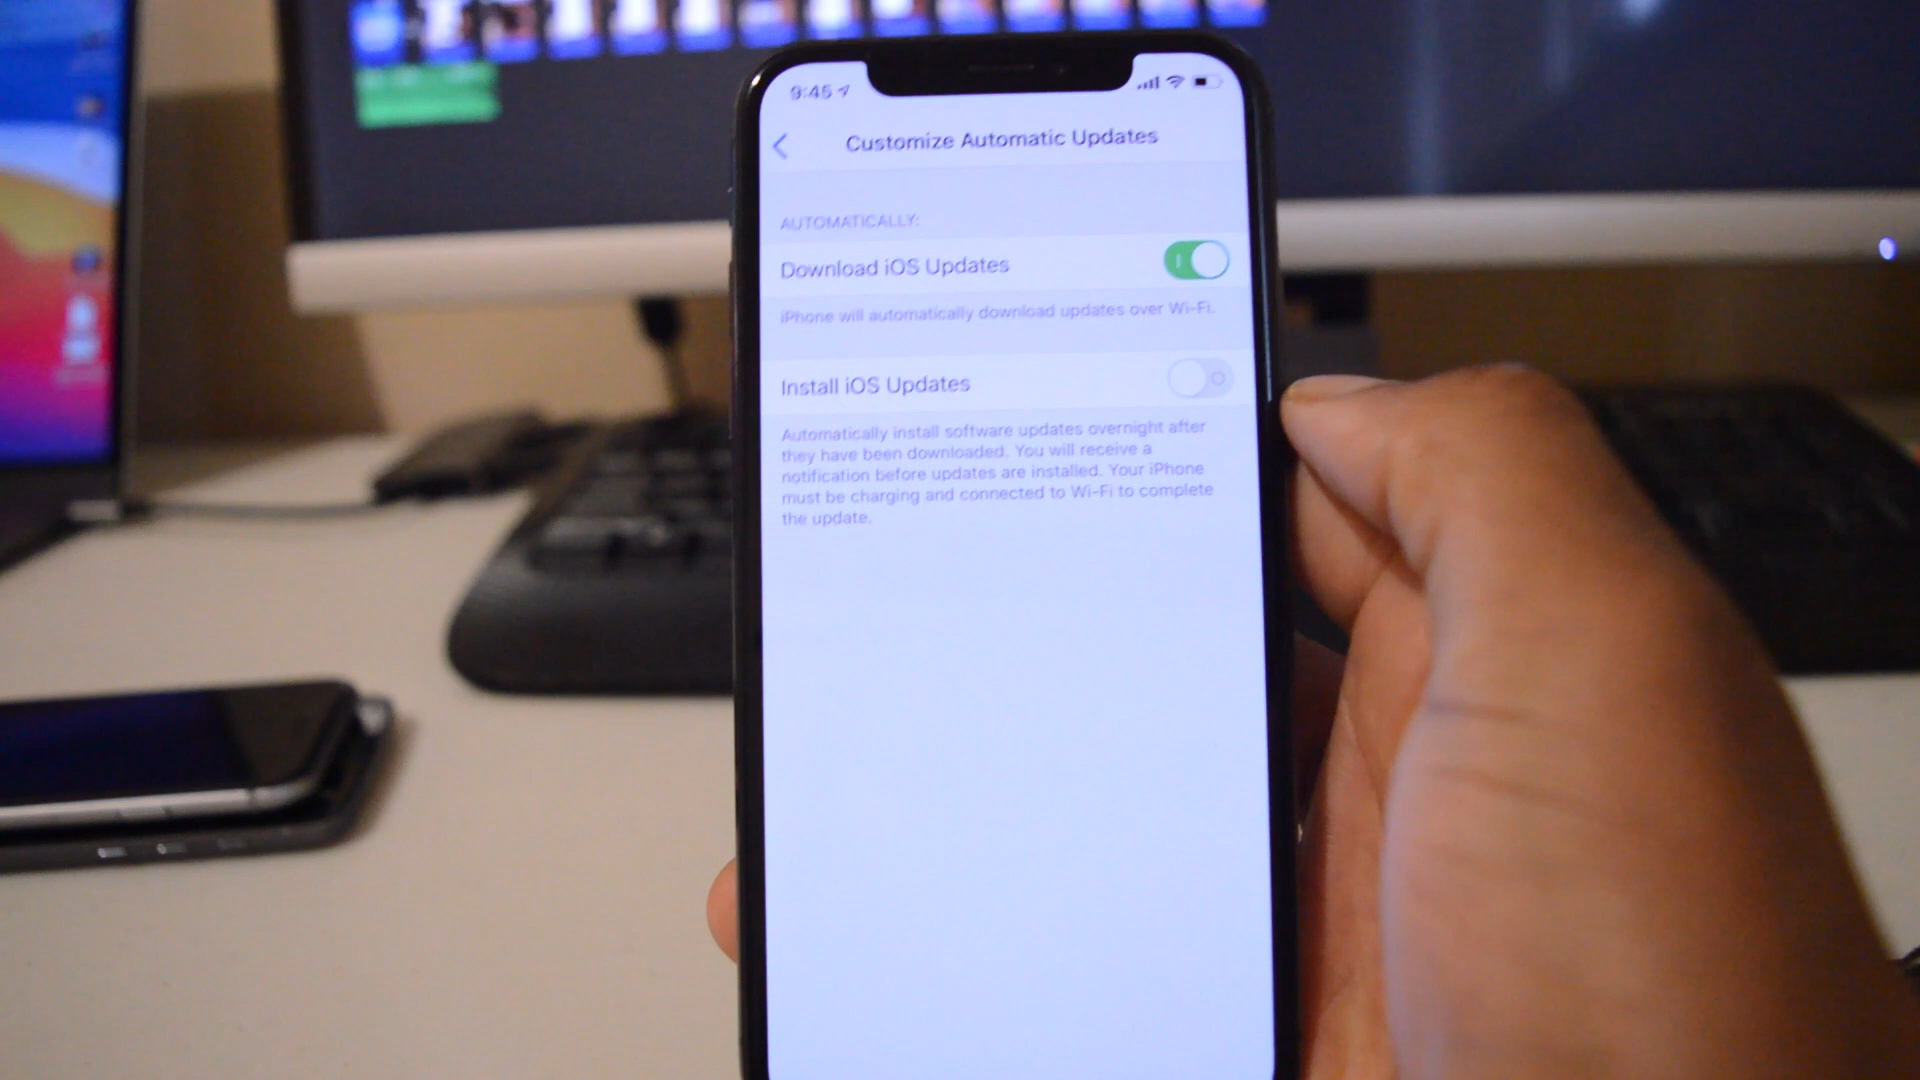 9:45
Customize Automatic Updates
AUTOMATICALLY:
Download iOS Updates
iPhone will automatically download updates over Wi-Fi.
Install iOS Updates
Automatically install software updates overnight after
they have been downloaded. You will receive a
notification before updates are installed. Your iPhone
must be charging and connected to Wi-Fi to complete
the update.